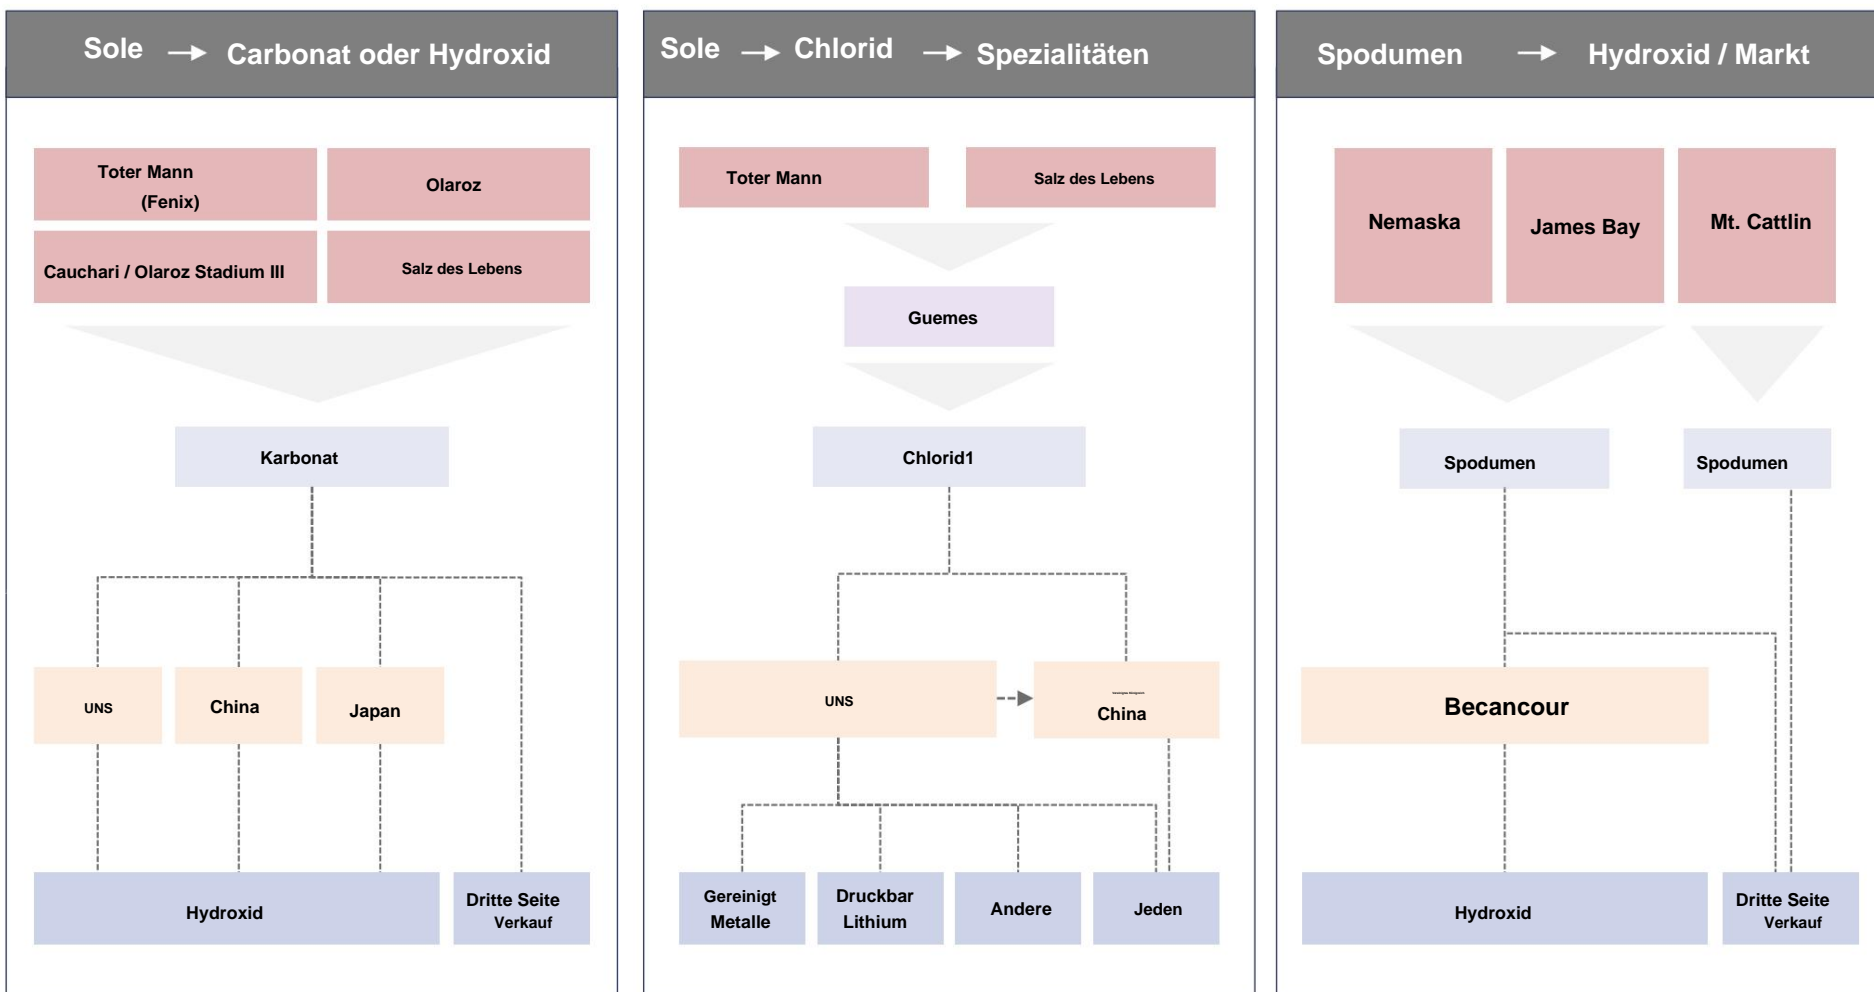 Sole → Carbonat oder Hydroxid
Toter Mann
(Fenix)
Olaroz
Cauchari / Olaroz Stadium III
Salz des Lebens
Karbonat
UNS
China
Japan
Hydroxid
Dritte Seite
Verkauf
Sole → Chlorid → Spezialitäten
Toter Mann
Salz des Lebens
Guemes
Chlorid1
UNS
China
Gereinigt
Metalle
Druckbar
Lithium
Andere
Jeden
Spodumen → Hydroxid / Markt
Nemaska
James Bay
Mt. Cattlin
Spodumen
Spodumen
Becancour
Hydroxid
Dritte Seite
Verkauf